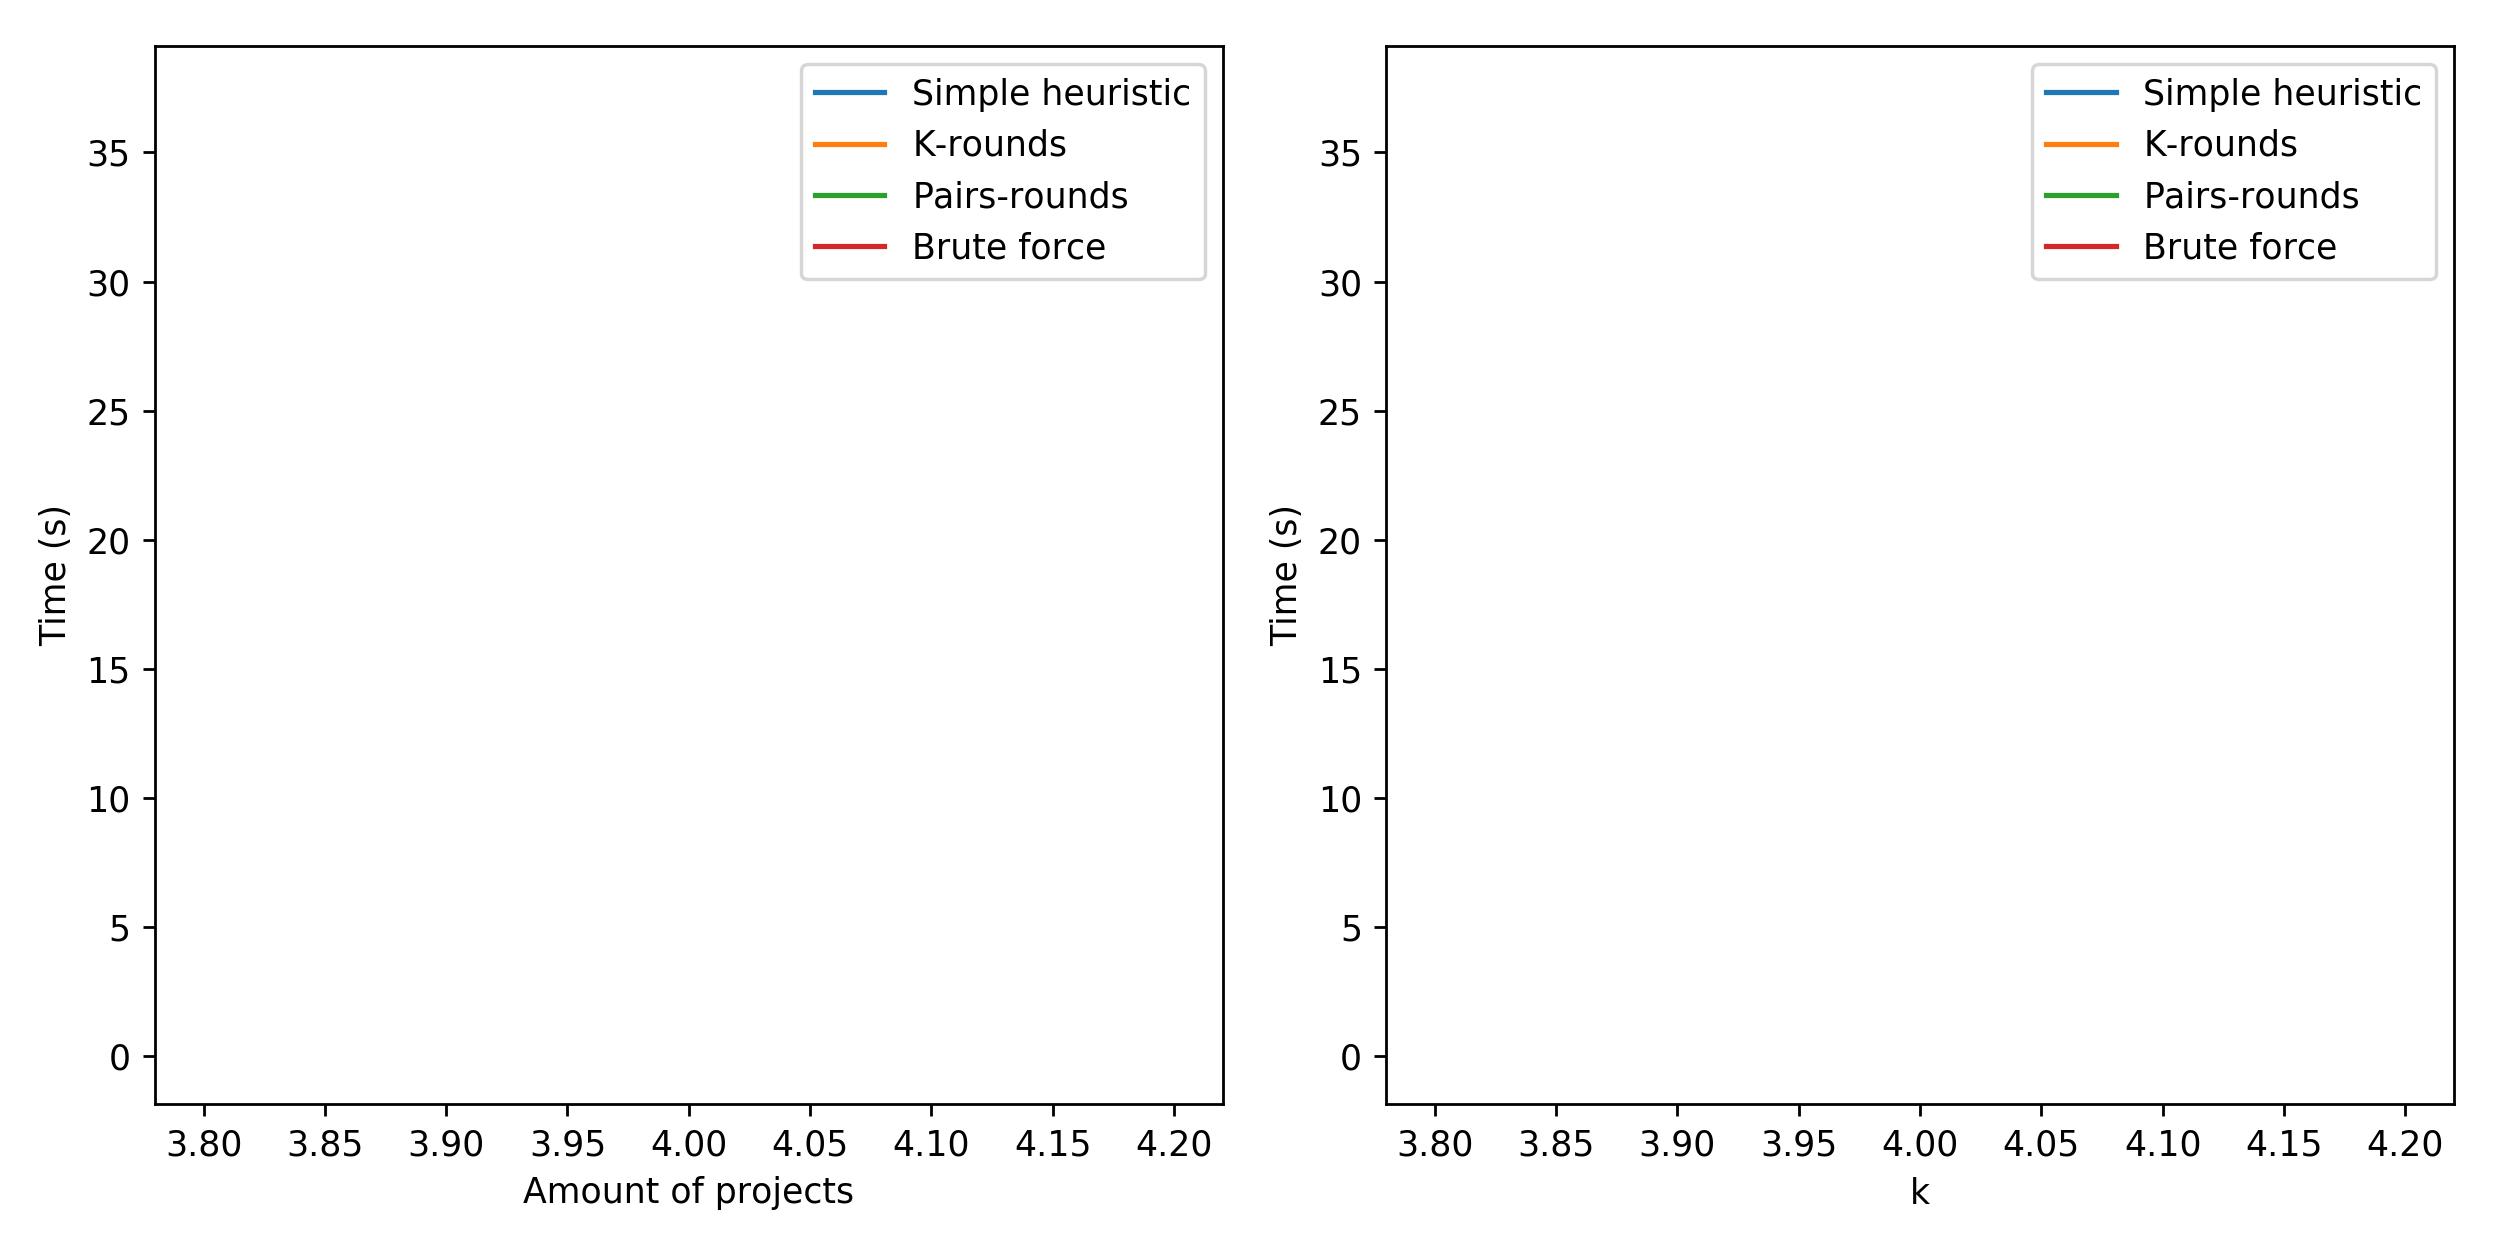 Simple heuristic
K-rounds
Pairs-rounds
Brute force
35
30
25
20
15
10
5
0
Time (s)
3.80 3.85 3.90 3.95 4.00 4.05 4.10 4.15 4.20
Amount of projects
Simple heuristic
K-rounds
Pairs-rounds
Brute force
35
30
25
20
15
10
5
0
Time (s)
3.80 3.85 3.90 3.95 4.00 4.05 4.10 4.15 4.20
k